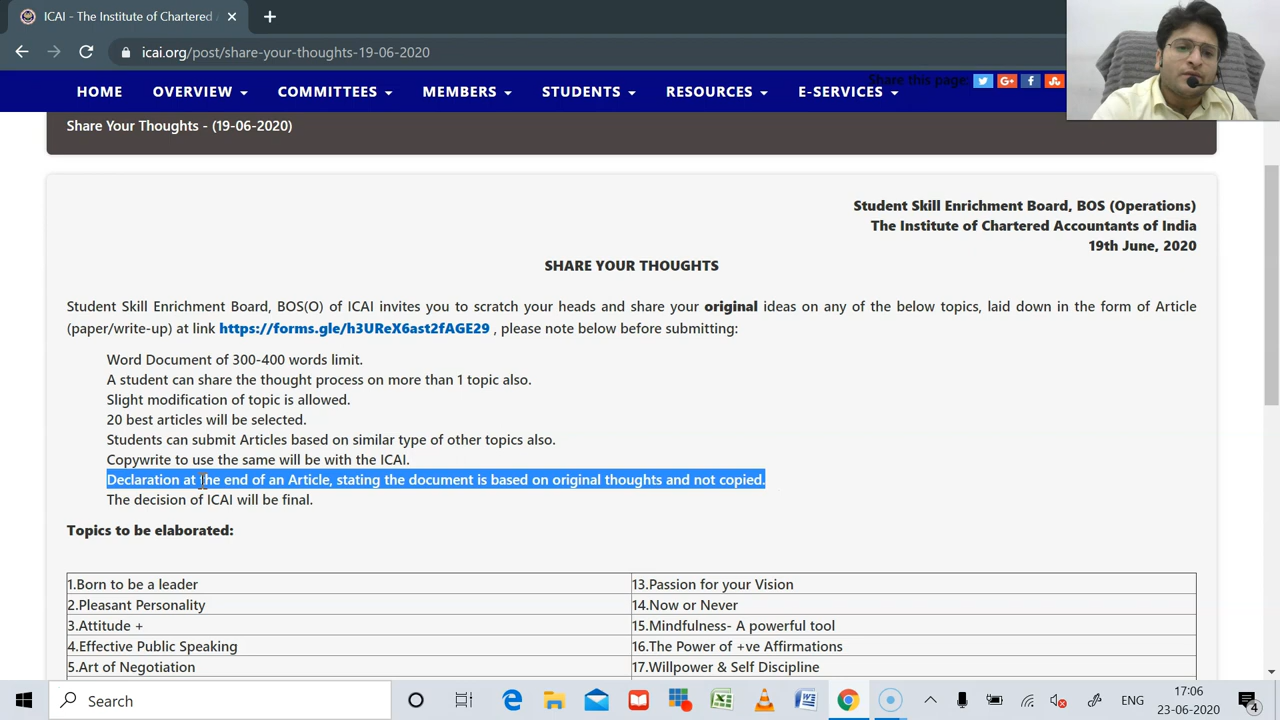 ICAI - The Institute of Chartered
icai.org/post/share-your-thoughts-19-06-2020
Share this page:
HOME OVERVIEW COMMITTEES MEMBERS STUDENTS RESOURCES E-SERVICES
Share Your Thoughts - (19-06-2020)
Student Skill Enrichment Board, BOS (Operations)
The Institute of Chartered Accountants of India
19th June, 2020
SHARE YOUR THOUGHTS
Student Skill Enrichment Board, BOS(O) of ICAI invites you to scratch your heads and share your original ideas on any of the below topics, laid down in the form of Article
(paper/write-up) at link https://forms.gle/h3UReX6ast2fAGE29 , please note below before submitting:
Word Document of 300-400 words limit.
A student can share the thought process on more than 1 topic also.
Slight modification of topic is allowed.
20 best articles will be selected.
Students can submit Articles based on similar type of other topics also.
Copywrite to use the same will be with the ICAI.
Declaration at the end of an Article, stating the document is based on original thoughts and not copied.
The decision of ICAI will be final.
Topics to be elaborated:
1.Born to be a leader 13.Passion for your Vision
2.Pleasant Personality 14.Now or Never
3.Attitude + 15.Mindfulness- A powerful tool
4.Effective Public Speaking 16.The Power of +ve Affirmations
5.Art of Negotiation 17.Willpower & Self Discipline
Search
ENG
17:06
23-06-2020
4